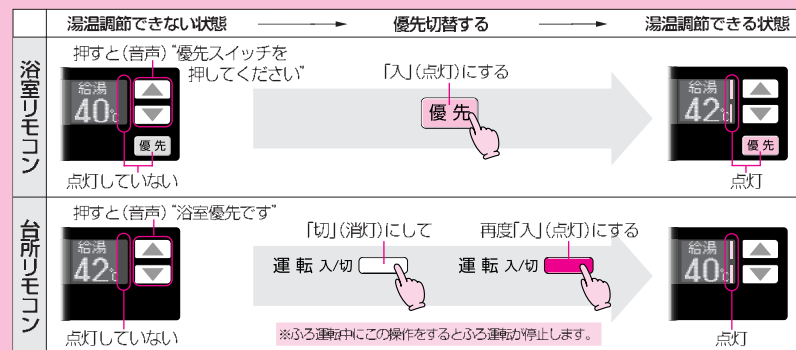 湯温調節できない状態 優先切替する 湯温調節できる状態
浴室リモコン
押すと(音声)“優先スイッチを
押してください”
給湯
40℃
優先
点灯していない
「入」(点灯)にする
優先
給湯
42℃
優先
点灯
台所リモコン
押すと(音声)“浴室優先です”
給湯
42℃
点灯していない
「切」(消灯)にして
運転 入/切
再度「入」(点灯)にする
運転 入/切
※ふろ運転中にこの操作をするとふろ運転が停止します。
給湯
40℃
点灯